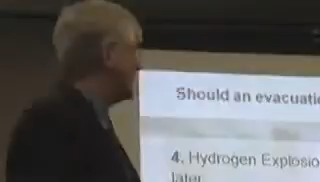 Should an evacuati
4. Hydrogen Explosio
later